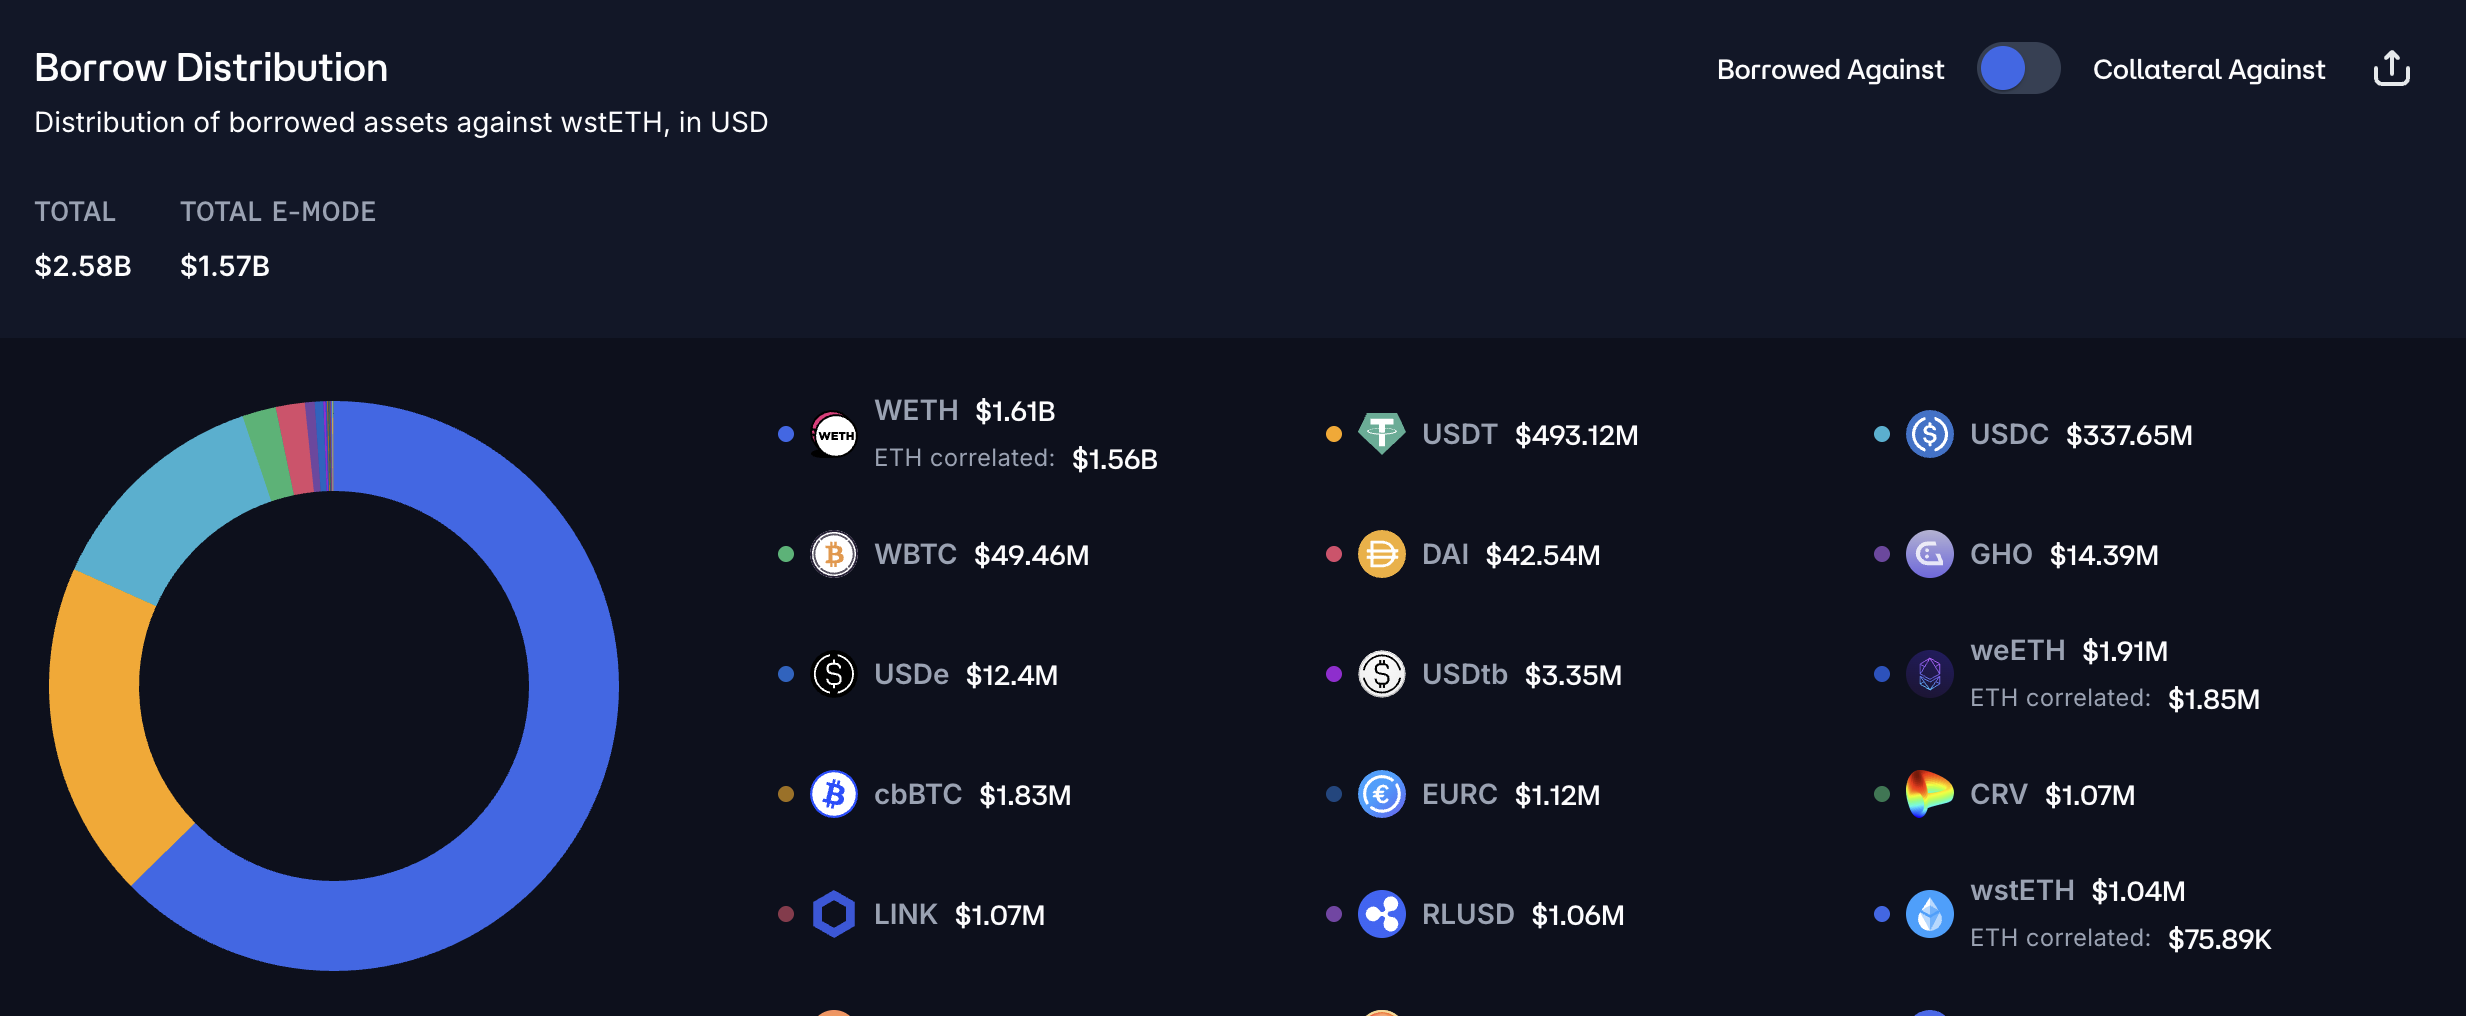 Borrow Distribution
Borrowed Against
Collateral Against
Distribution of borrowed assets against wstETH, in USD
TOTAL
TOTAL E-MODE
$2.58B
$1.57B
WETH
WETH $1.61B
ETH correlated: $1.56B
USDT $493.12M
USDC $337.65M
WBTC $49.46M
DAI $42.54M
GHO $14.39M
USDe $12.4M
USDtb $3.35M
weETH $1.91M
ETH correlated: $1.85M
cbBTC $1.83M
EURC $1.12M
CRV $1.07M
LINK $1.07M
RLUSD $1.06M
wstETH $1.04M
ETH correlated: $75.89K